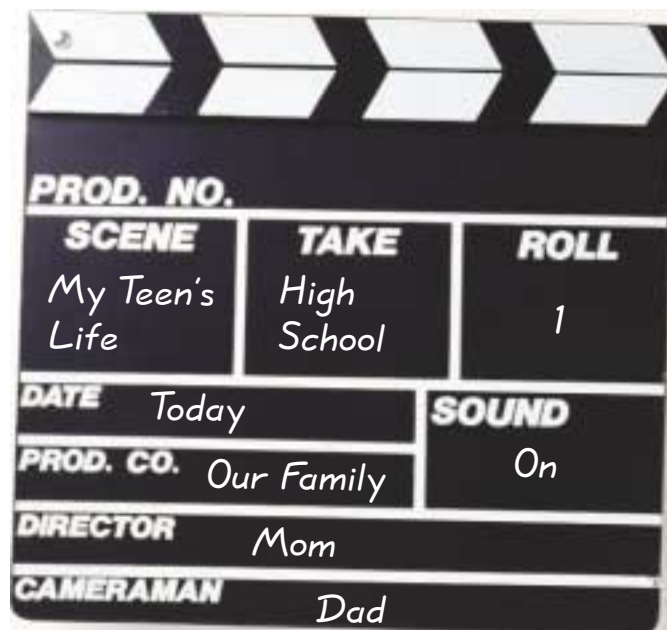 PROD. NO.
SCENE
My Teen's
Life
TAKE
High
School
ROLL
1
DATE Today
SOUND
On
PROD. CO. Our Family
DIRECTOR Mom
CAMERAMAN Dad